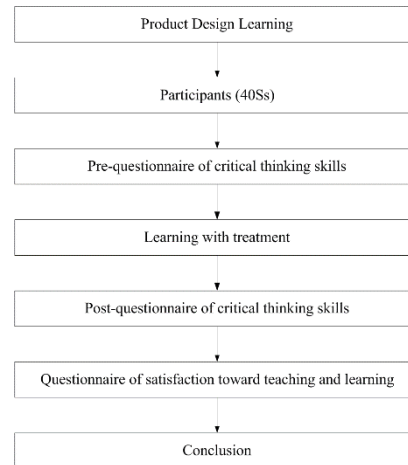 Product Design Learning
Participants (40Ss)
Pre-questionnaire of critical thinking skills
Learning with treatment
Post-questionnaire of critical thinking skills
Questionnaire of satisfaction toward teaching and learning
Conclusion